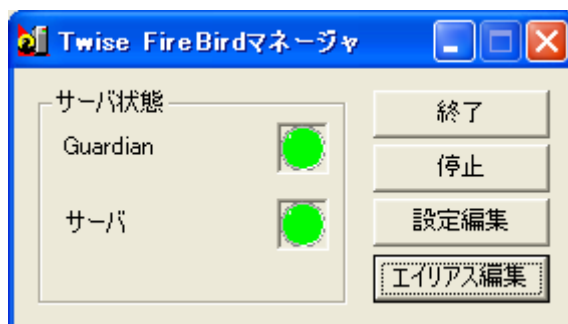 Twise FireBirdマネージャ
サーバ状態
Guardian
サーバ
終了
停止
設定編集
エイリアス編集